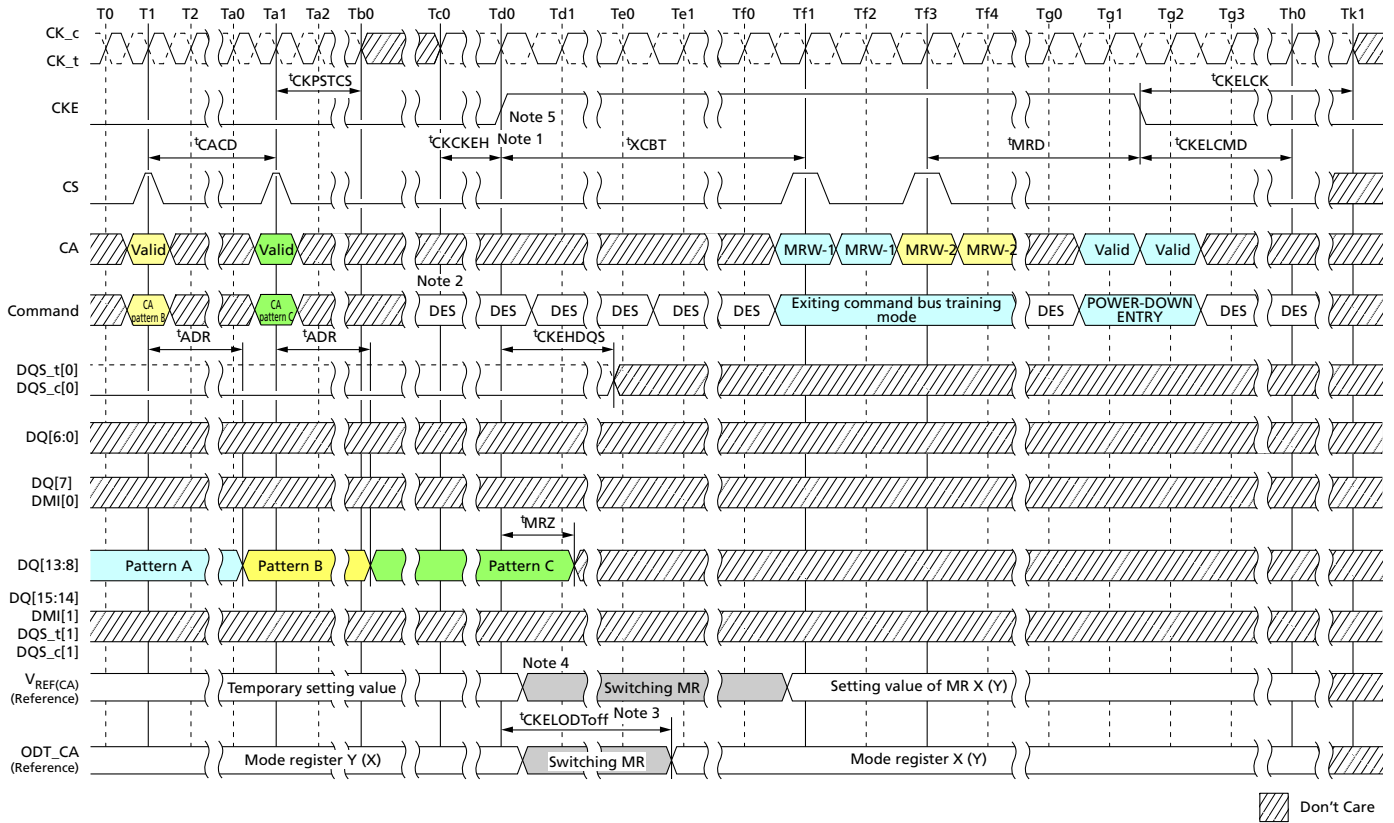 T0 T1 T2 Ta0 Ta1 Ta2 Tb0 Tc0 Td0 Td1 Te0 Te1 Tf0 Tf1 Tf2 Tf3 Tf4 Tg0 Tg1 Tg2 Tg3 Th0 Tk1
CK_c
CK_t
tCKPSTCS
tCKELCK
CKE
Note 5
tCACD
tCKCKEH
Note 1
tXCBT
tMRD
tCKELCMD
CS
CA
Valid Valid MRW-1 MRW-1 MRW-2 MRW-2 Valid Valid
Note 2
Command
CA pattern B
CA pattern C
DES DES DES DES DES DES
Exiting command bus training mode
DES
POWER-DOWN ENTRY
DES DES
tADR tADR
tCKEHDQS
DQS_t[0]
DQS_c[0]
DQ[6:0]
DQ[7]
DMI[0]
tMRZ
DQ[13:8]
Pattern A Pattern B Pattern C
DQ[15:14]
DMI[1]
DQS_t[1]
DQS_c[1]
Note 4
VREF(CA)
(Reference)
Temporary setting value Switching MR Setting value of MR X (Y)
tCKELODToff
Note 3
ODT_CA
(Reference)
Mode register Y (X) Switching MR Mode register X (Y)
Don't Care